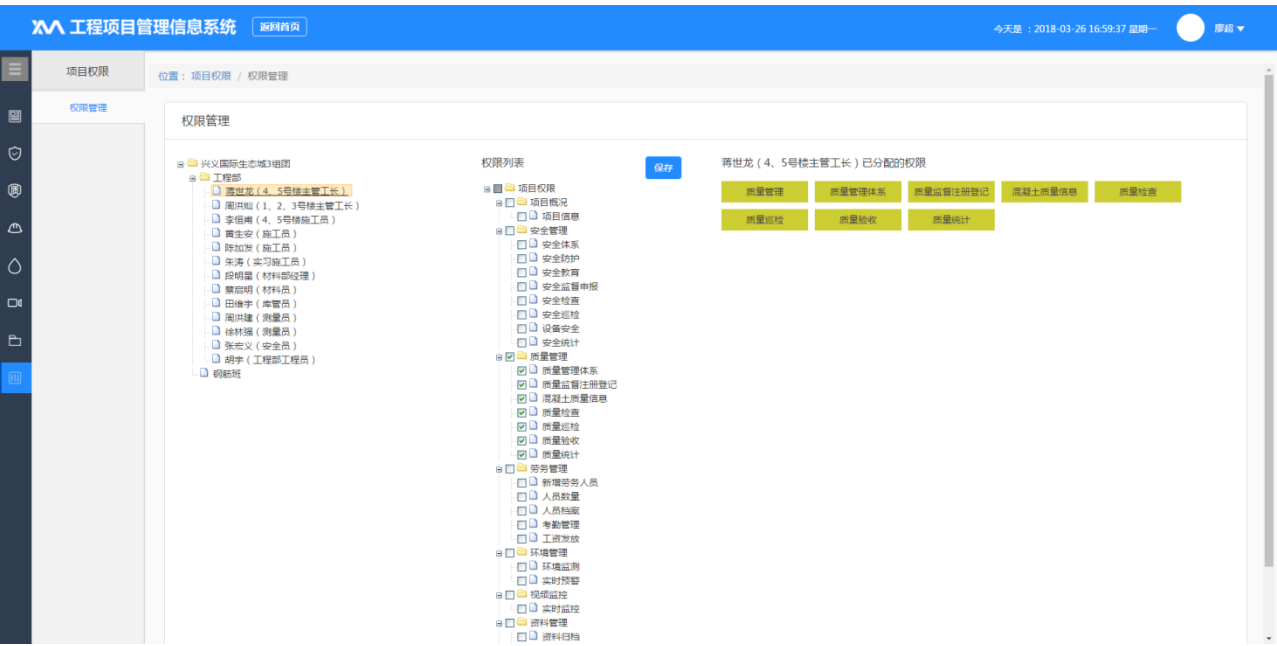 工程项目管理信息系统 返回首页 今天是 ：2018-03-26 16:59:37 星期一 廖超
项目权限
位置： 项目权限 / 权限管理
权限管理
权限管理
兴义国际生态城3组团
工程部
蒋世龙（4、5号楼主管工长）
周洪灿（1、2、3号楼主管工长）
李恒甫（4、5号楼施工员）
黄生安（施工员）
陈加发（施工员）
朱涛（实习施工员）
段明星（材料部经理）
蔡启明（材料员）
田维宇（库管员）
周洪建（测量员）
徐林强（测量员）
张宏义（安全员）
胡宇（工程部工程员）
钢筋班
权限列表
保存
项目权限
项目概况
项目信息
安全管理
安全体系
安全防护
安全教育
安全监督申报
安全检查
安全巡检
设备安全
安全统计
质量管理
质量管理体系
质量监督注册登记
混凝土质量信息
质量检查
质量巡检
质量验收
质量统计
劳务管理
新增劳务人员
人员数量
人员档案
考勤管理
工资发放
环境管理
环境监测
实时预警
视频监控
实时监控
资料管理
资料归档
蒋世龙（4、5号楼主管工长）已分配的权限
质量管理 质量管理体系 质量监督注册登记 混凝土质量信息 质量检查
质量巡检 质量验收 质量统计